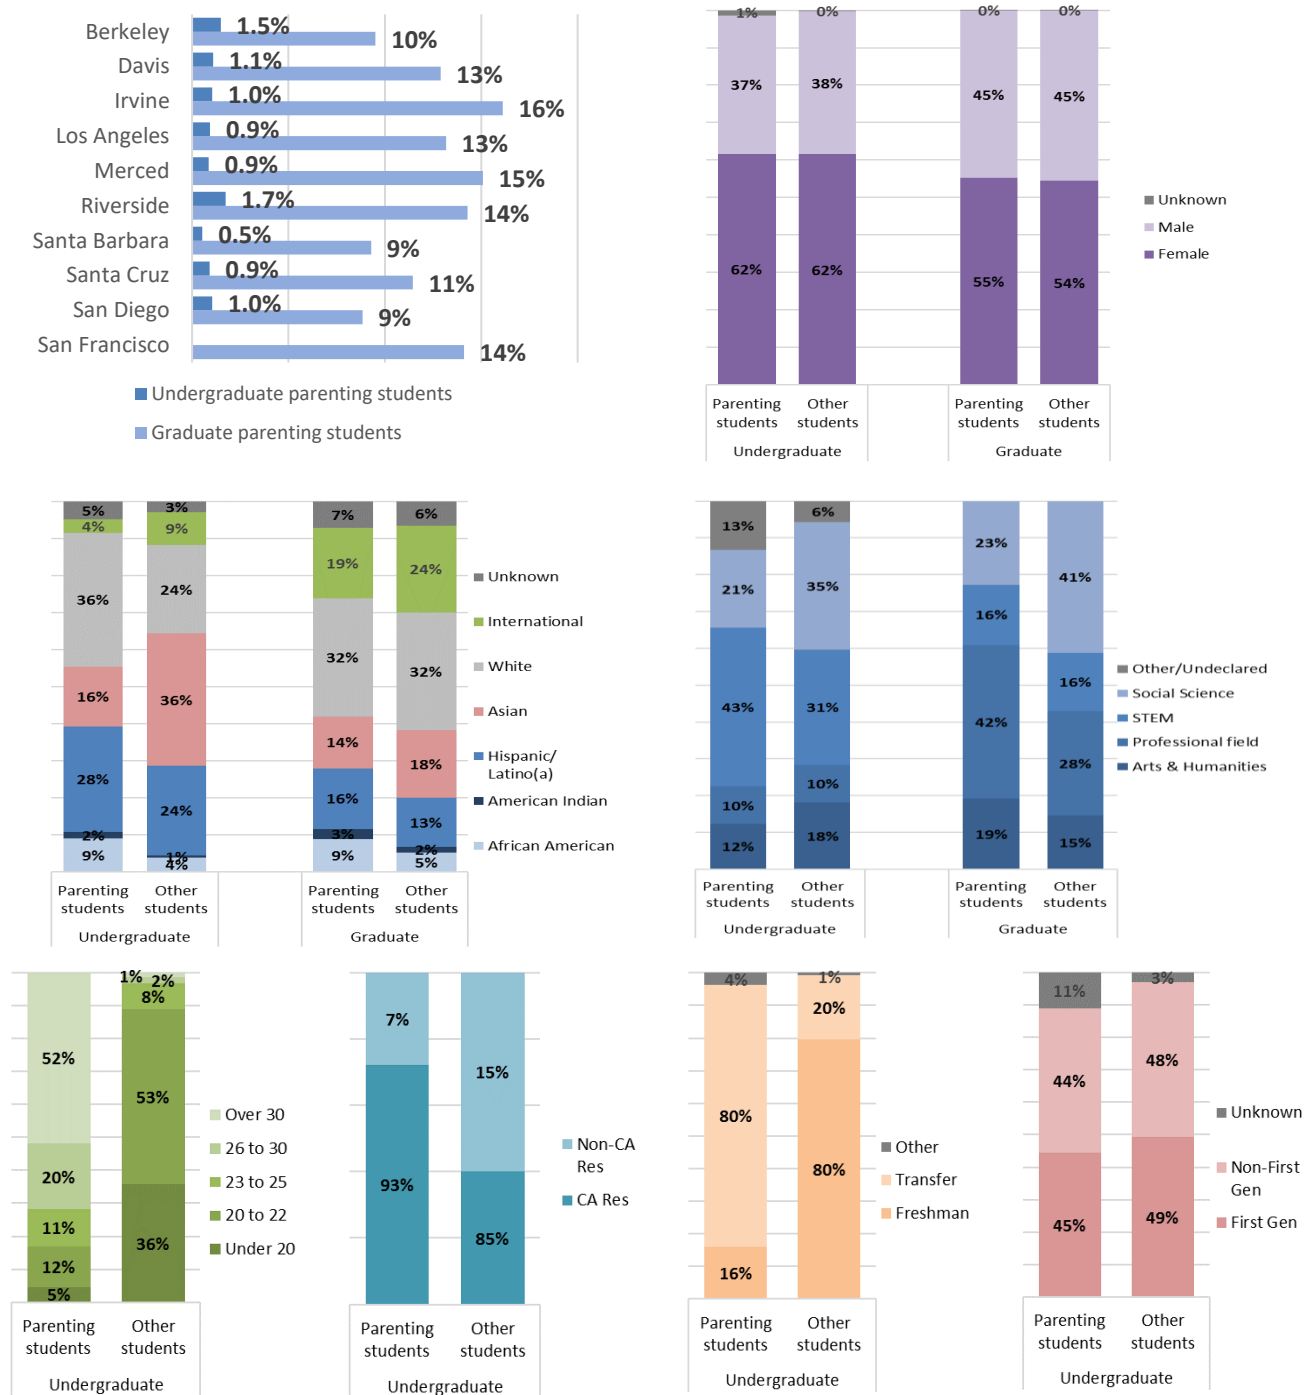 Berkeley
1.5%
10%
Davis
1.1%
13%
Irvine
1.0%
16%
Los Angeles
0.9%
13%
Merced
0.9%
15%
Riverside
1.7%
14%
Santa Barbara
0.5%
9%
Santa Cruz
0.9%
11%
San Diego
1.0%
9%
San Francisco
14%
Undergraduate parenting students
Graduate parenting students
1% 0% 0% 0%
37% 38% 45% 45%
62% 62% 55% 54%
Unknown
Male
Female
Parenting students
Other students
Parenting students
Other students
Undergraduate
Graduate
5% 3% 7% 6%
4% 9% 19% 24%
36% 24% 32% 32%
16% 36% 14% 18%
28% 24% 16% 13%
2% 1% 3% 2%
9% 4% 9% 5%
Unknown
International
White
Asian
Hispanic/
Latino(a)
American Indian
African American
Parenting students
Other students
Parenting students
Other students
Undergraduate
Graduate
13% 6%
21% 35% 23% 41%
43% 31% 16% 16%
10% 10% 42% 28%
12% 18% 19% 15%
Other/Undeclared
Social Science
STEM
Professional field
Arts & Humanities
Parenting students
Other students
Parenting students
Other students
Undergraduate
Graduate
52% 1%
20% 2%
11% 8%
12% 53%
5% 36%
Over 30
26 to 30
23 to 25
20 to 22
Under 20
Parenting students
Other students
Undergraduate
7% 15%
93% 85%
Non-CA
Res
CA Res
Parenting students
Other students
Undergraduate
4% 1%
80% 20%
16% 80%
Other
Transfer
Freshman
Parenting students
Other students
Undergraduate
11% 3%
44% 48%
45% 49%
Unknown
Non-First
Gen
First Gen
Parenting students
Other students
Undergraduate